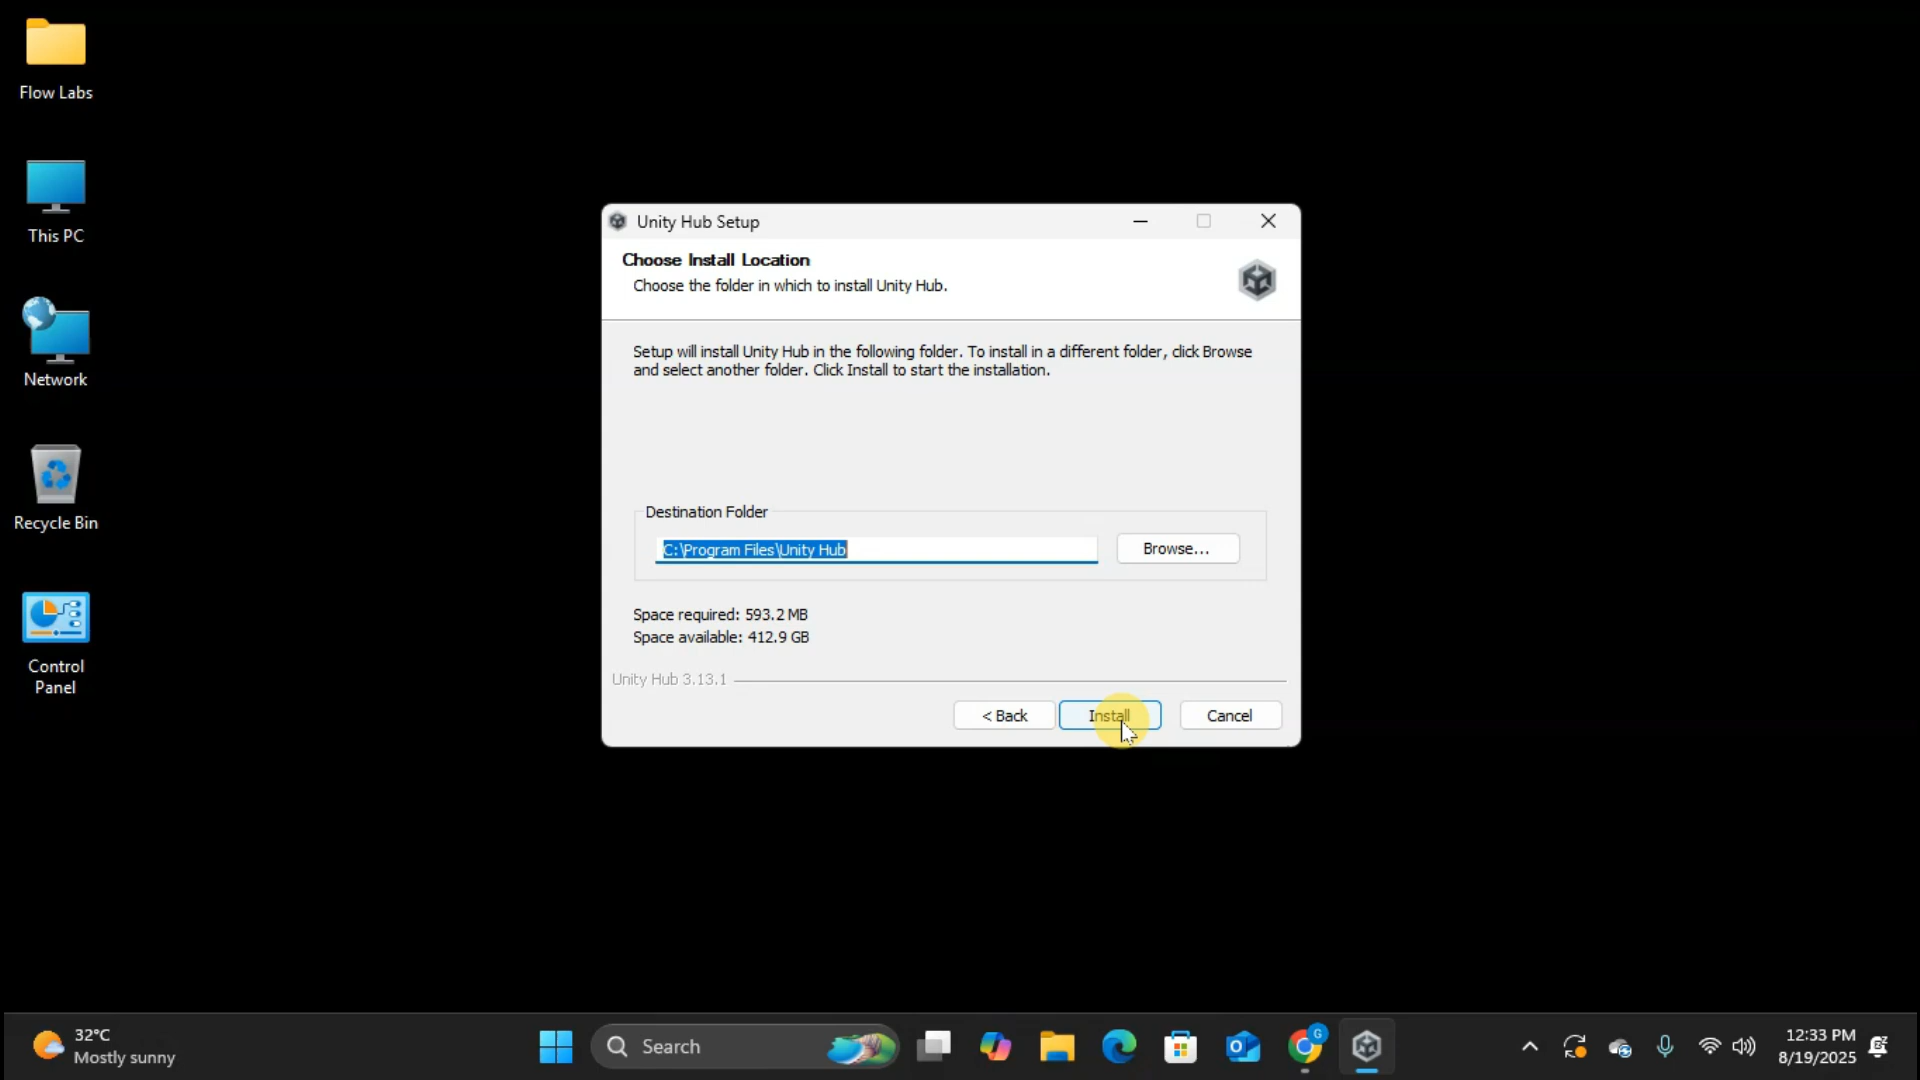 Flow Labs
This PC
Network
Recycle Bin
Control
Panel
Unity Hub Setup
Choose Install Location
Choose the folder in which to install Unity Hub.
Setup will install Unity Hub in the following folder. To install in a different folder, click Browse
and select another folder. Click Install to start the installation.
Destination Folder
C:\Program Files\Unity Hub
Browse...
Space required: 593.2 MB
Space available: 412.9 GB
Unity Hub 3.13.1
< Back
Install
Cancel
32°C
Mostly sunny
Search
G
12:33 PM
8/19/2025